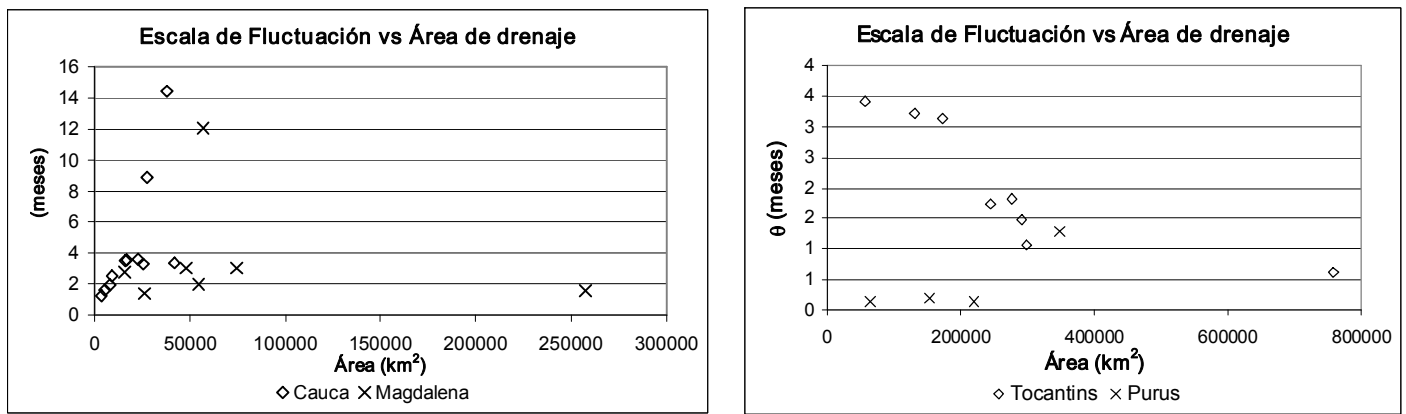 Escala de Fluctuación vs Área de drenaje
16
14
12
10
8
6
4
2
0
(meses)
0 50000 100000 150000 200000 250000 300000
Área (km²)
Cauca Magdalena
Escala de Fluctuación vs Área de drenaje
4
4
3
3
2
2
1
1
0
θ (meses)
0 200000 400000 600000 800000
Área (km²)
Tocantins Purus